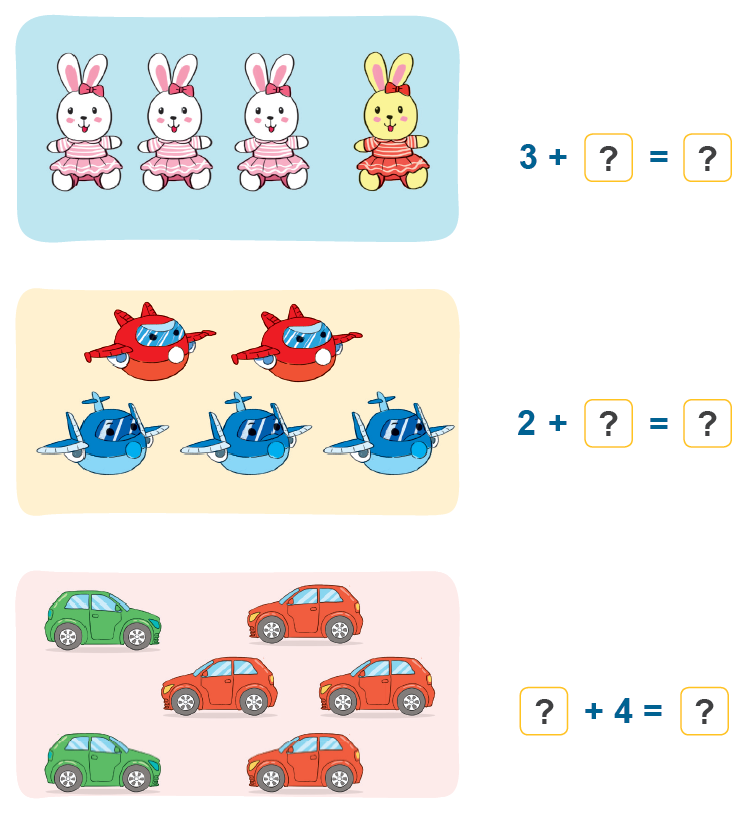 3 + ? = ?
2 + ? = ?
? + 4 = ?